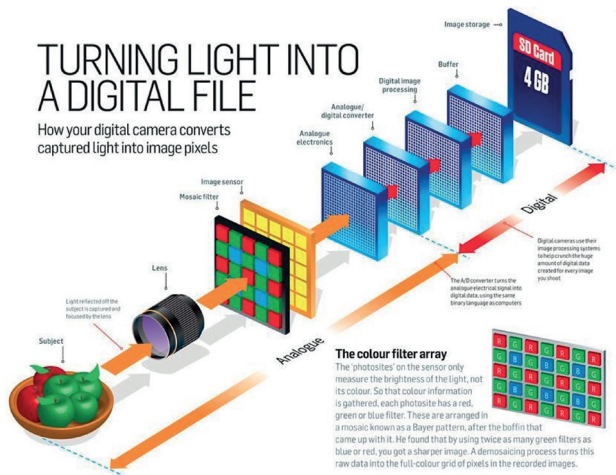 TURNING LIGHT INTO
A DIGITAL FILE
How your digital camera converts
captured light into image pixels
Image storage
SD Card
4 GB
Buffer
Digital image
processing
Analogue/
digital converter
Analogue
electronics
Image sensor
Mosaic filter
Lens
Light reflected off the
subject is captured and
focused by the lens
Subject
Analogue
Digital
Digital cameras use their
image processing systems
to help crunch the huge
amount of digital data
created for every image
you shoot
The A/D converter turns the
analogue electrical signal into
digital data, using the same
binary language as computers
The colour filter array
The 'photosites' on the sensor only
measure the brightness of the light, not
its colour. So that colour information
is gathered, each photosite has a red,
green or blue filter. These are arranged in
a mosaic known as a Bayer pattern, after the boffin that
came up with it. He found that by using twice as many green filters as
blue or red, you got a sharper image. A demosaicing process turns this
raw data into the full-colour grid of pixels in the recorded images.
R G R G R G R
G B G B G B G
R G R G R G R
G B G B G B G
R G R G R G R